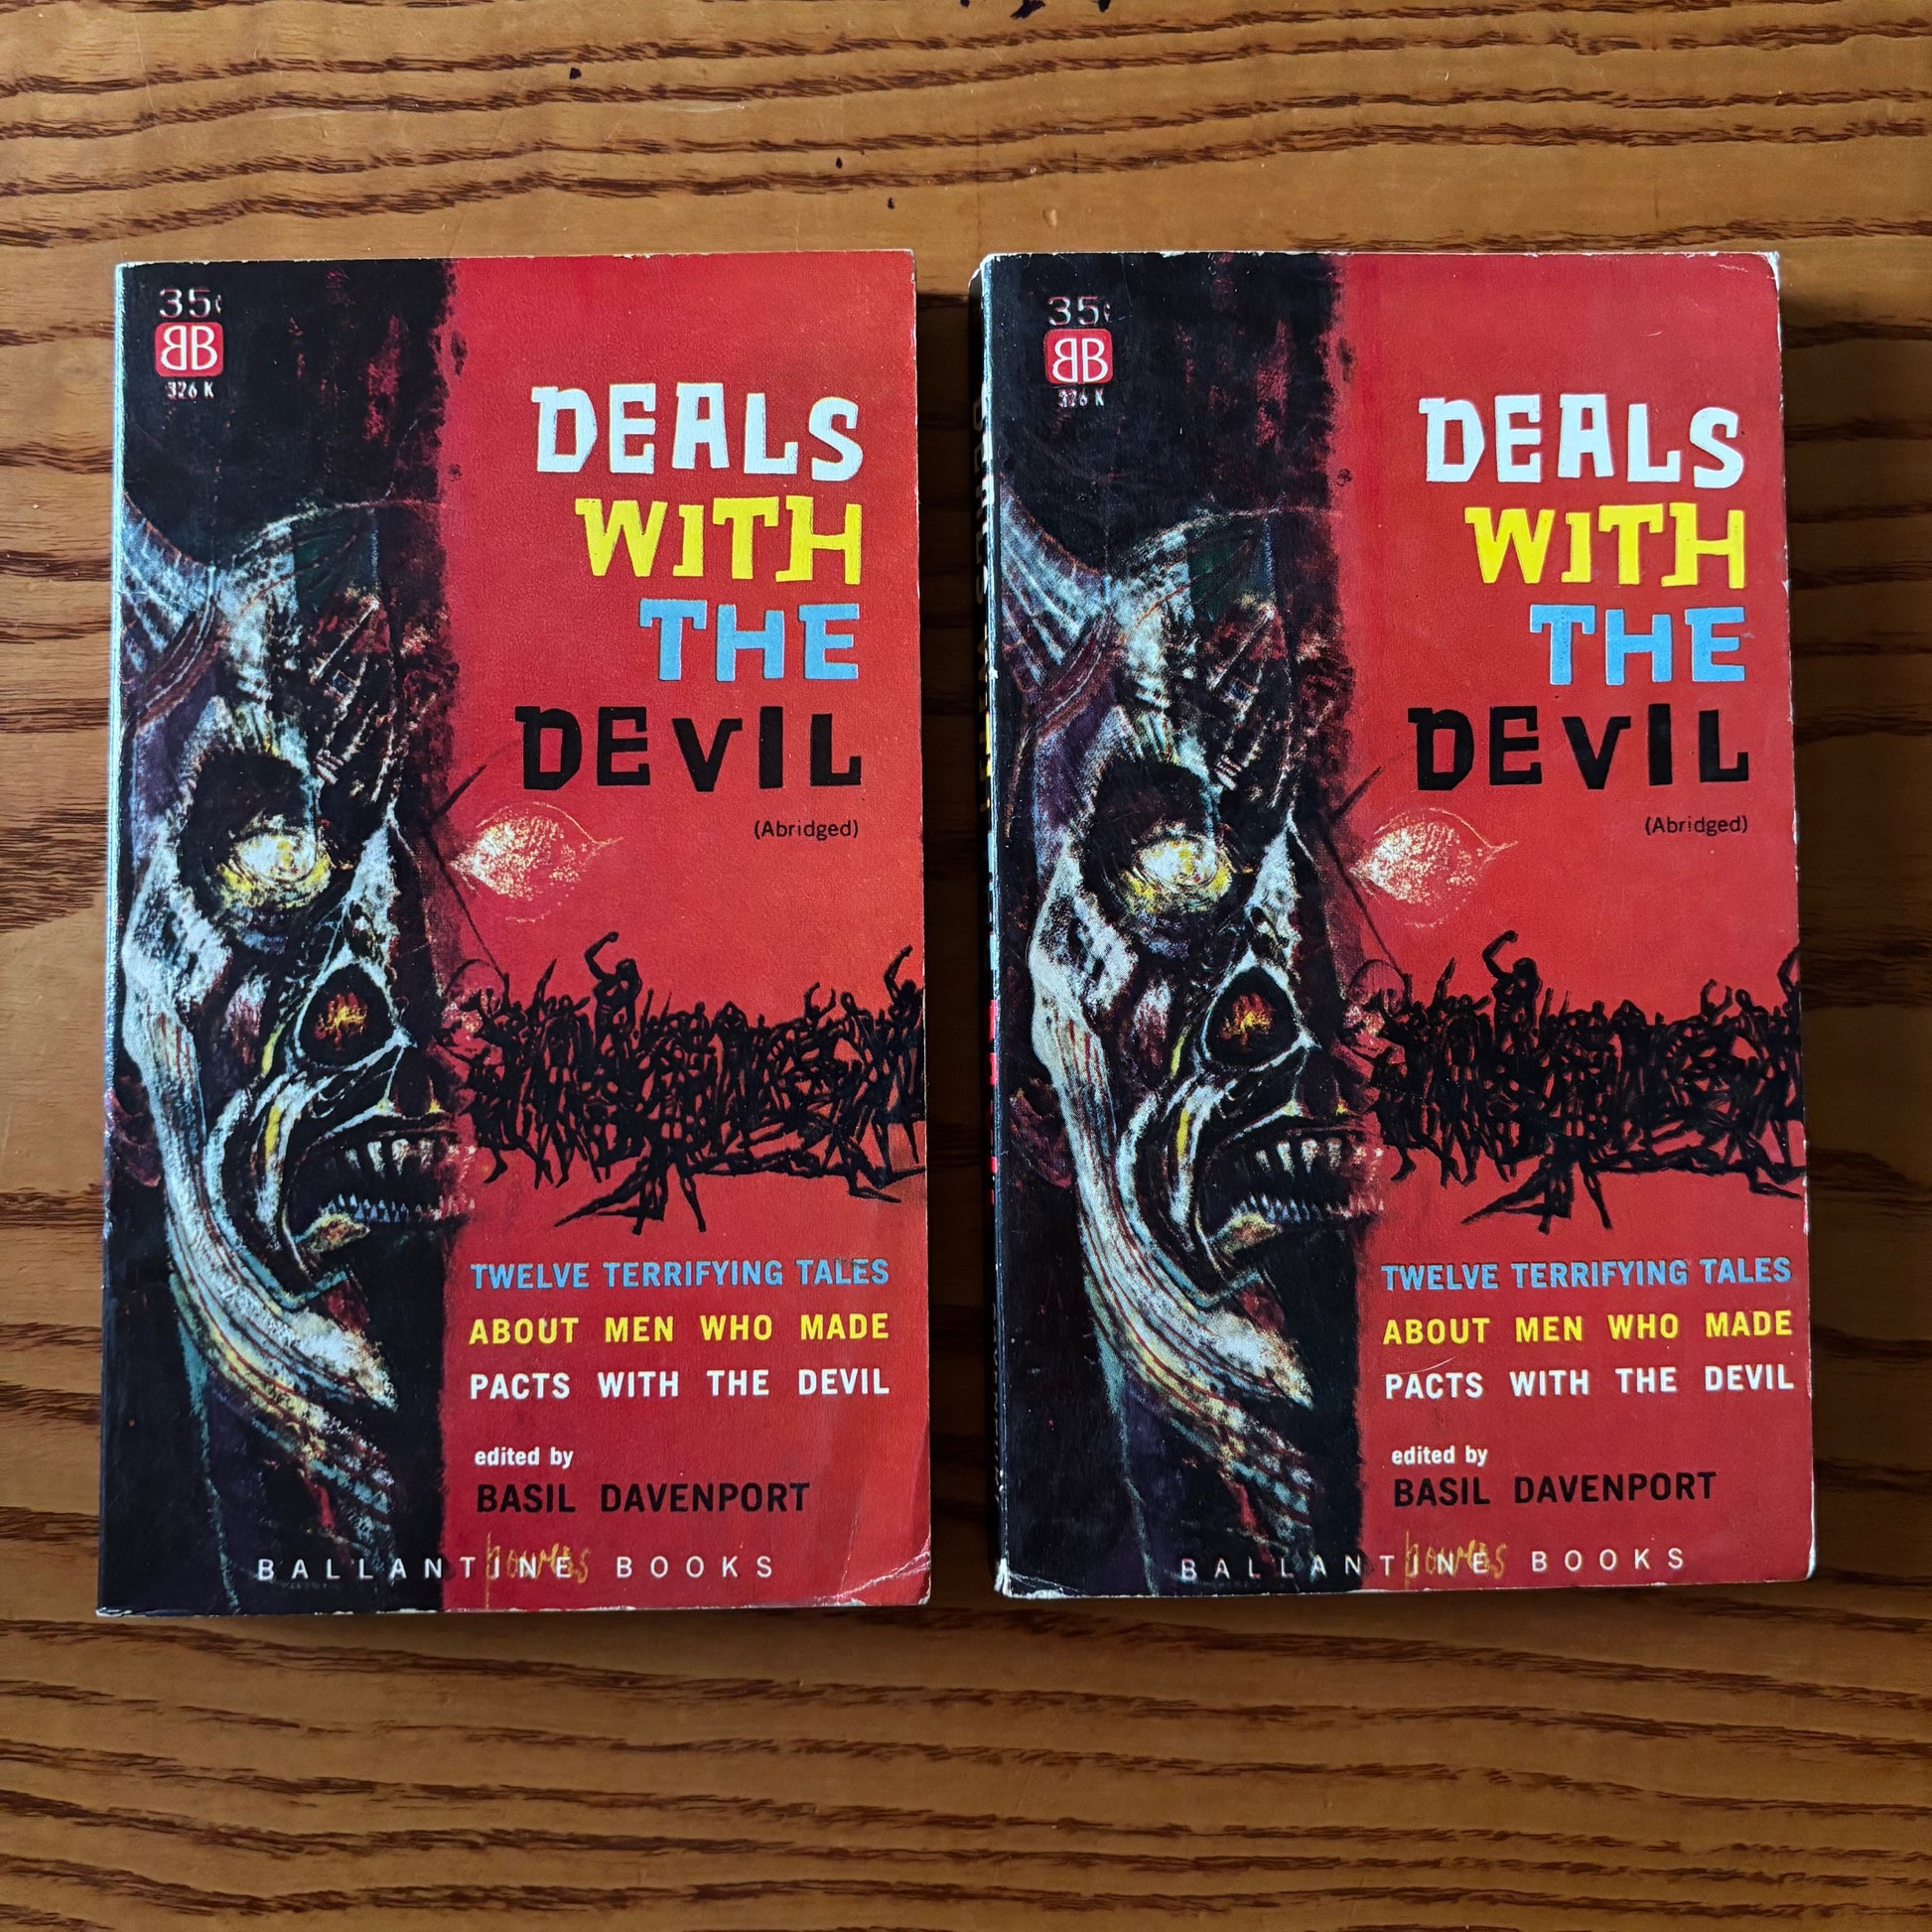 35¢
BB
326 K
DEALS
WITH
THE
DEVIL
(Abridged)
TWELVE TERRIFYING TALES
ABOUT MEN WHO MADE
PACTS WITH THE DEVIL
edited by
BASIL DAVENPORT
powers
BALLANTINE BOOKS
35¢
BB
326 K
DEALS
WITH
THE
DEVIL
(Abridged)
TWELVE TERRIFYING TALES
ABOUT MEN WHO MADE
PACTS WITH THE DEVIL
edited by
BASIL DAVENPORT
powers
BALLANTINE BOOKS